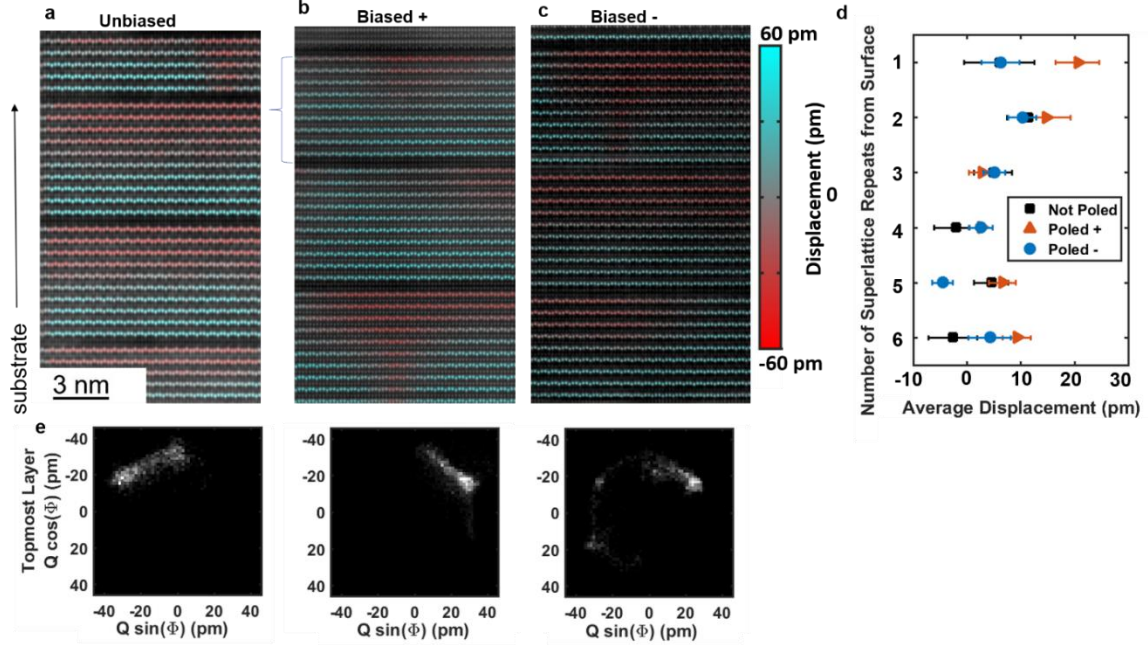 a
Unbiased
b
Biased +
c
Biased -
d
60 pm
0
-60 pm
Displacement (pm)
substrate
3 nm
Number of Superlattice Repeats from Surface
1
2
3
4
5
6
Not Poled
Poled +
Poled -
-10 0 10 20 30
Average Displacement (pm)
e
Topmost Layer
Q cos(Φ) (pm)
-40
-20
0
20
40
-40 -20 0 20 40
Q sin(Φ) (pm)
-40
-20
0
20
40
-40 -20 0 20 40
Q sin(Φ) (pm)
-40
-20
0
20
40
-40 -20 0 20 40
Q sin(Φ) (pm)